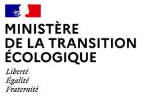 MINISTÈRE
DE LA TRANSITION
ÉCOLOGIQUE
Liberté
Égalité
Fraternité